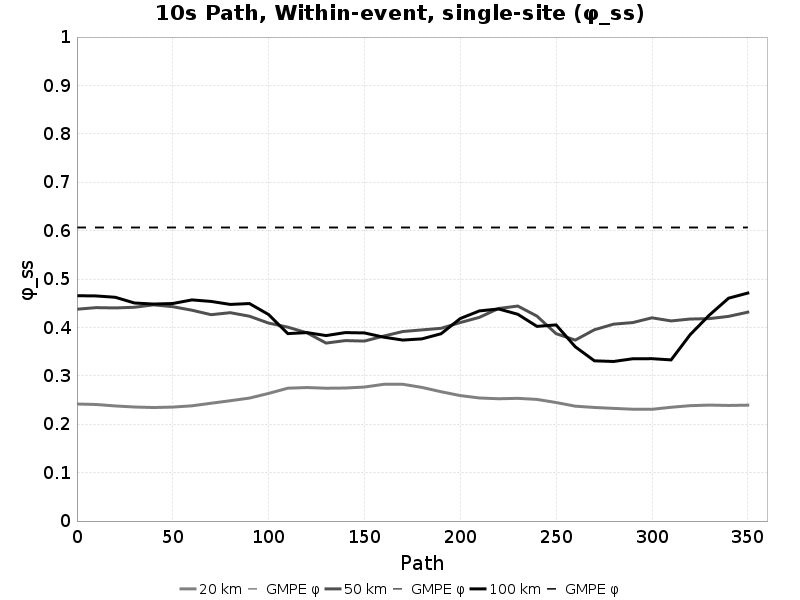 10s Path, Within-event, single-site (φ_ss)
1
0.9
0.8
0.7
0.6
0.5
0.4
0.3
0.2
0.1
0
φ_ss
0 50 100 150 200 250 300 350
Path
20 km GMPE φ 50 km GMPE φ 100 km GMPE φ